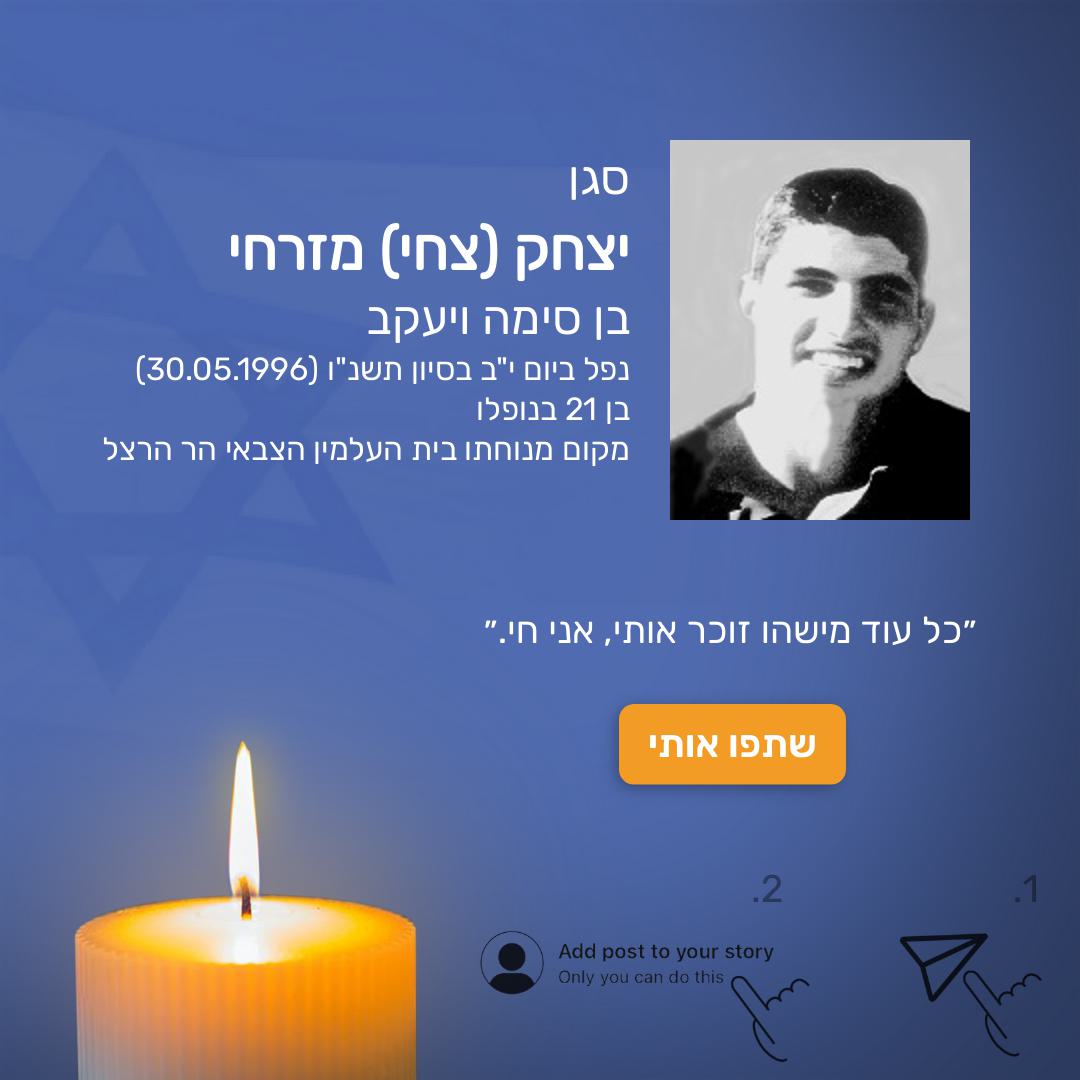 סגן
יצחק (צחי) מזרחי
בן סימה ויעקב
נפל ביום י"ב בסיון תשנ"ו (30.05.1996)
בן 21 בנופלו
מקום מנוחתו בית העלמין הצבאי הר הרצל
״כל עוד מישהו זוכר אותי, אני חי.״
שתפו אותי
.1
.2
Add post to your story
Only you can do this